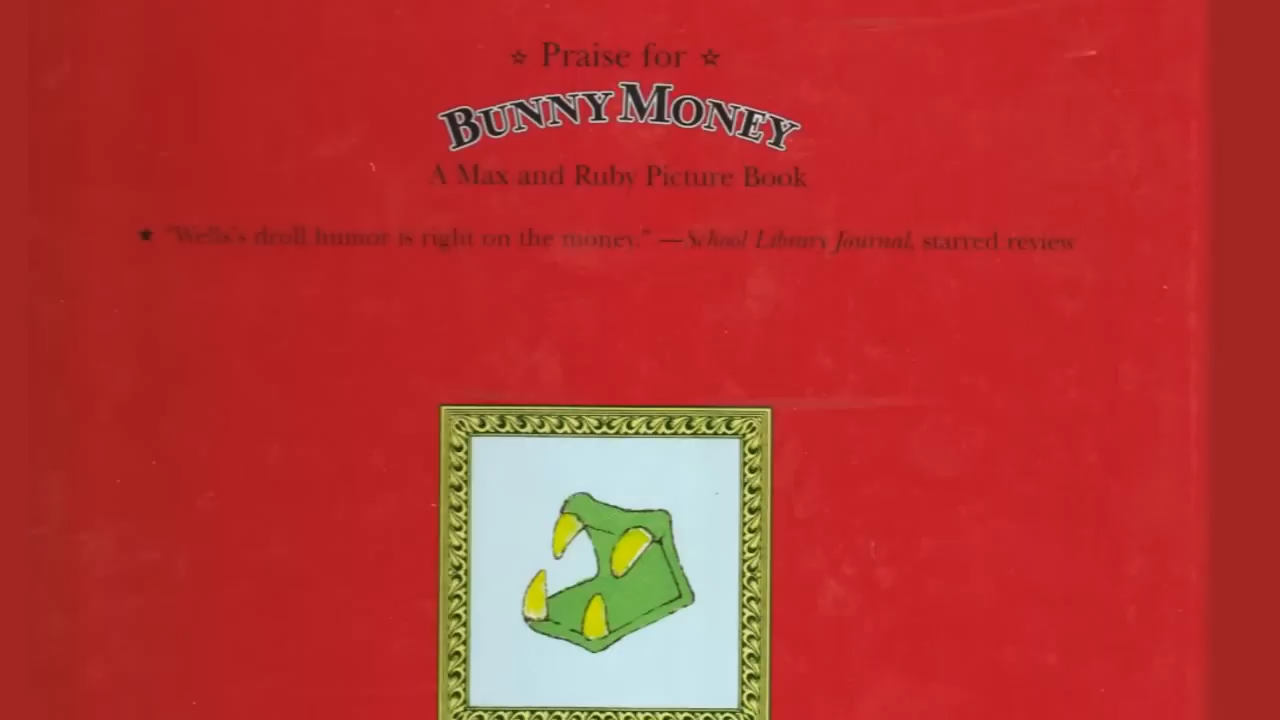 ☆ Praise for ☆
BUNNY MONEY
A Max and Ruby Picture Book
★ "Wells's droll humor is right on the money." —School Library Journal, starred review